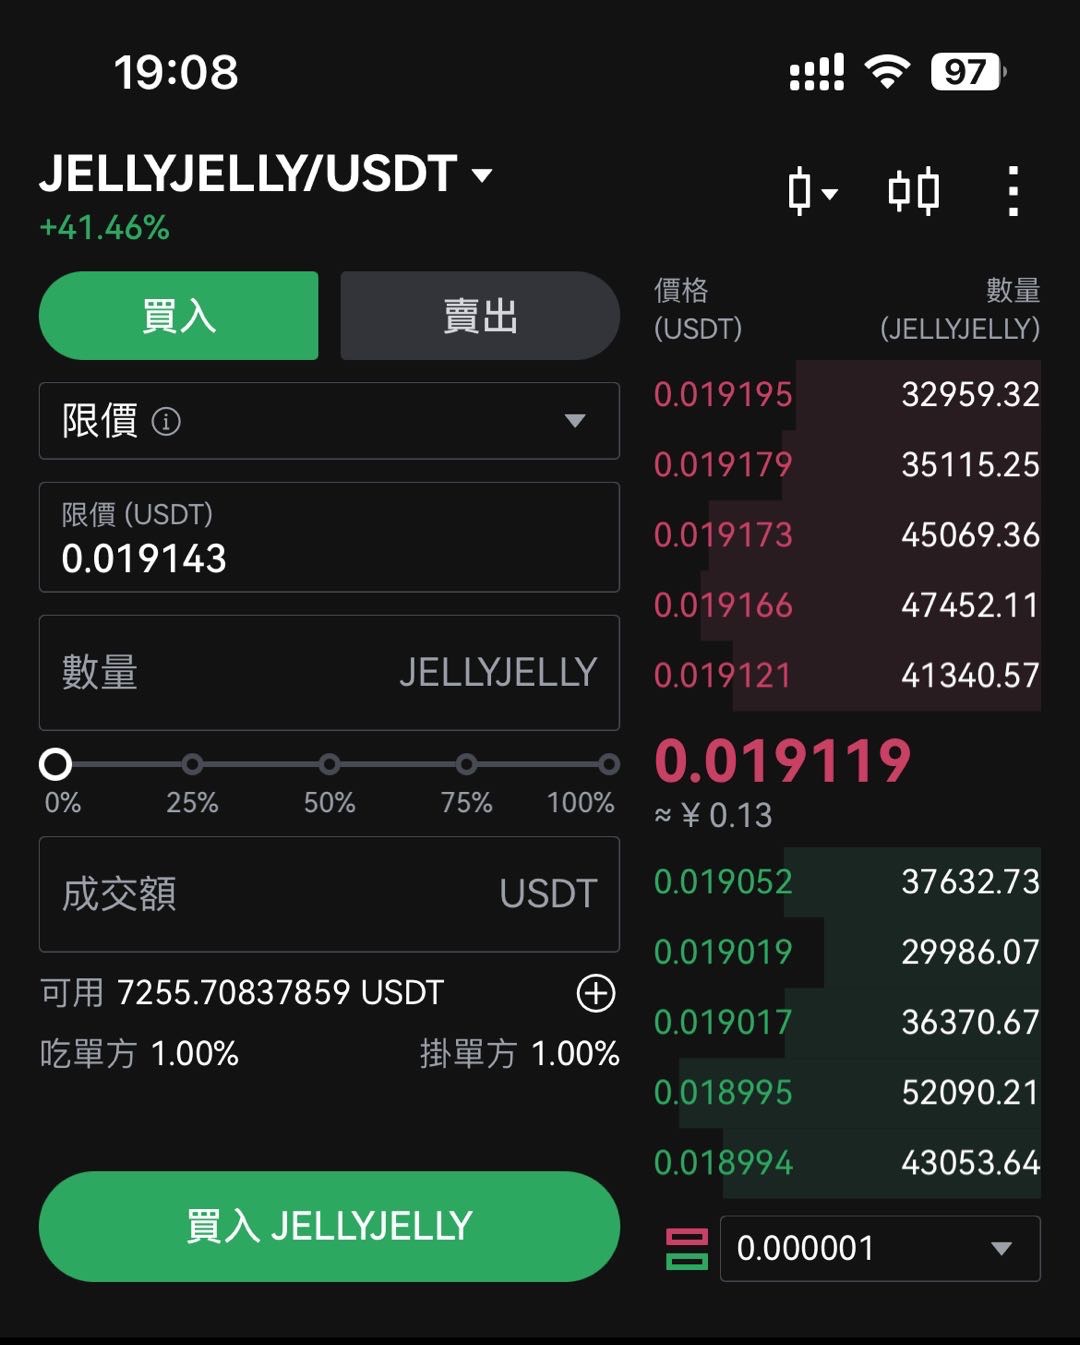 19:08
97
JELLYJELLY/USDT
+41.46%
買入
賣出
限價
限價 (USDT)
0.019143
數量
JELLYJELLY
0%
25%
50%
75%
100%
成交額
USDT
可用 7255.70837859 USDT
吃單方 1.00%
掛單方 1.00%
買入 JELLYJELLY
價格
(USDT)
數量
(JELLYJELLY)
0.019195 32959.32
0.019179 35115.25
0.019173 45069.36
0.019166 47452.11
0.019121 41340.57
0.019119
≈ ¥ 0.13
0.019052 37632.73
0.019019 29986.07
0.019017 36370.67
0.018995 52090.21
0.018994 43053.64
0.000001